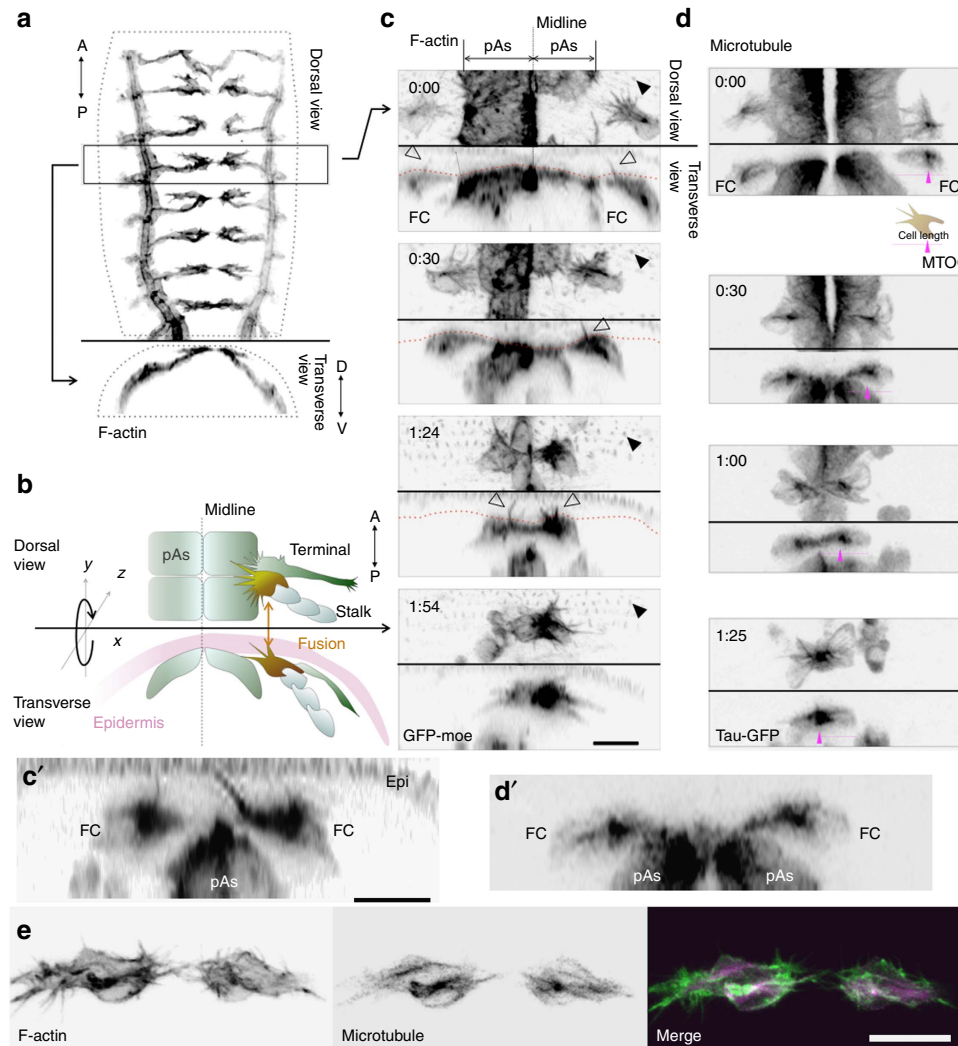 a
A
P
Dorsal view
Transverse view
D
V
F-actin
b
Midline
Dorsal view
y
z
x
pAs
Terminal
Stalk
Fusion
Transverse view
Epidermis
c
F-actin
Midline
pAs
pAs
0:00
Dorsal view
Transverse view
FC
FC
0:30
1:24
A
P
1:54
GFP-moe
d
Microtubule
0:00
FC
FC
Cell length
MTOC
0:30
1:00
1:25
Tau-GFP
c′
Epi
FC
FC
pAs
d′
FC
FC
pAs
pAs
e
F-actin
Microtubule
Merge